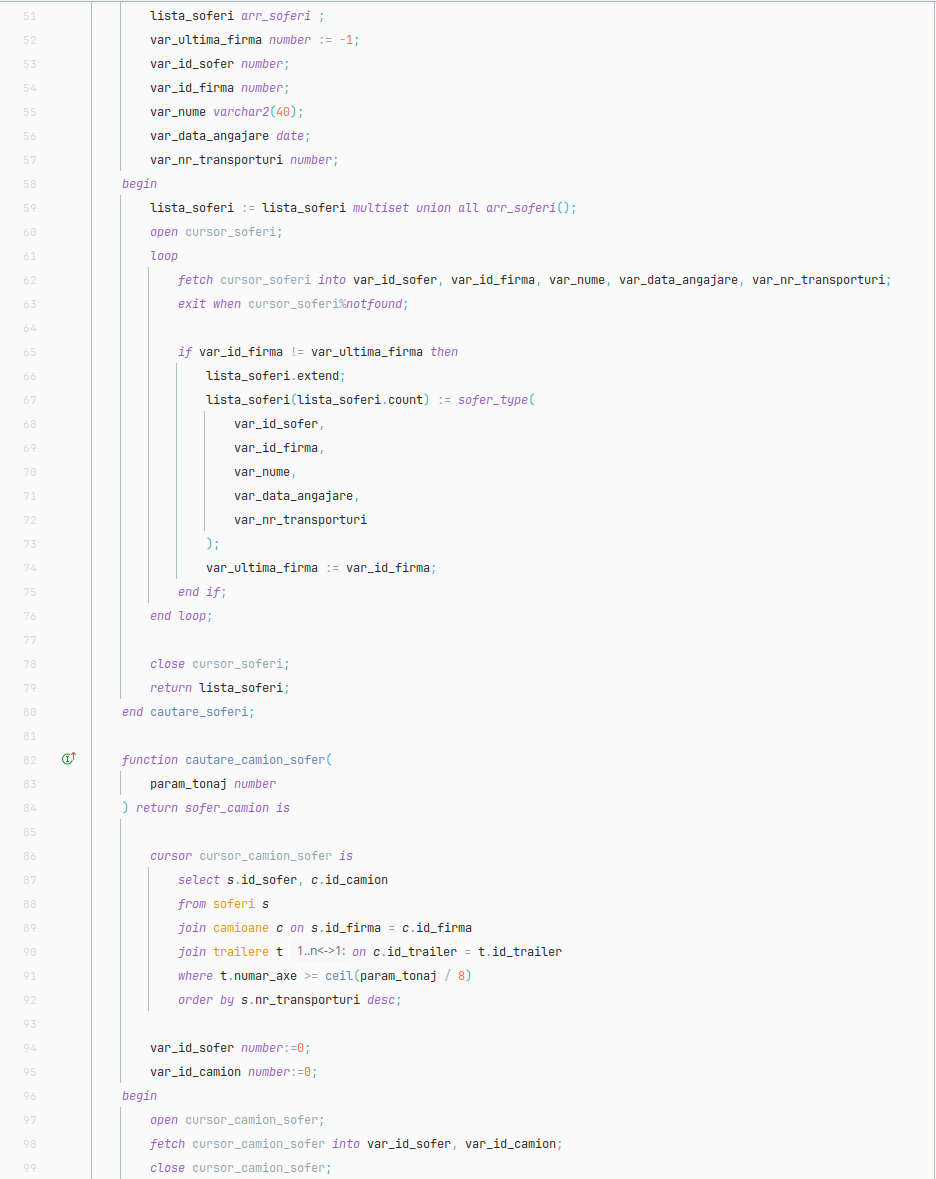 51 lista_soferi arr_soferi ;
52 var_ultima_firma number := -1;
53 var_id_sofer number;
54 var_id_firma number;
55 var_nume varchar2(40);
56 var_data_angajare date;
57 var_nr_transporturi number;
58 begin
59 lista_soferi := lista_soferi multiset union all arr_soferi();
60 open cursor_soferi;
61 loop
62 fetch cursor_soferi into var_id_sofer, var_id_firma, var_nume, var_data_angajare, var_nr_transporturi;
63 exit when cursor_soferi%notfound;
64
65 if var_id_firma != var_ultima_firma then
66 lista_soferi.extend;
67 lista_soferi(lista_soferi.count) := sofer_type(
68 var_id_sofer,
69 var_id_firma,
70 var_nume,
71 var_data_angajare,
72 var_nr_transporturi
73 );
74 var_ultima_firma := var_id_firma;
75 end if;
76 end loop;
77
78 close cursor_soferi;
79 return lista_soferi;
80 end cautare_soferi;
81
82 function cautare_camion_sofer(
83 param_tonaj number
84 ) return sofer_camion is
85
86 cursor cursor_camion_sofer is
87 select s.id_sofer, c.id_camion
88 from soferi s
89 join camioane c on s.id_firma = c.id_firma
90 join trailere t 1..n<->1: on c.id_trailer = t.id_trailer
91 where t.numar_axe >= ceil(param_tonaj / 8)
92 order by s.nr_transporturi desc;
93
94 var_id_sofer number:=0;
95 var_id_camion number:=0;
96 begin
97 open cursor_camion_sofer;
98 fetch cursor_camion_sofer into var_id_sofer, var_id_camion;
99 close cursor_camion_sofer;